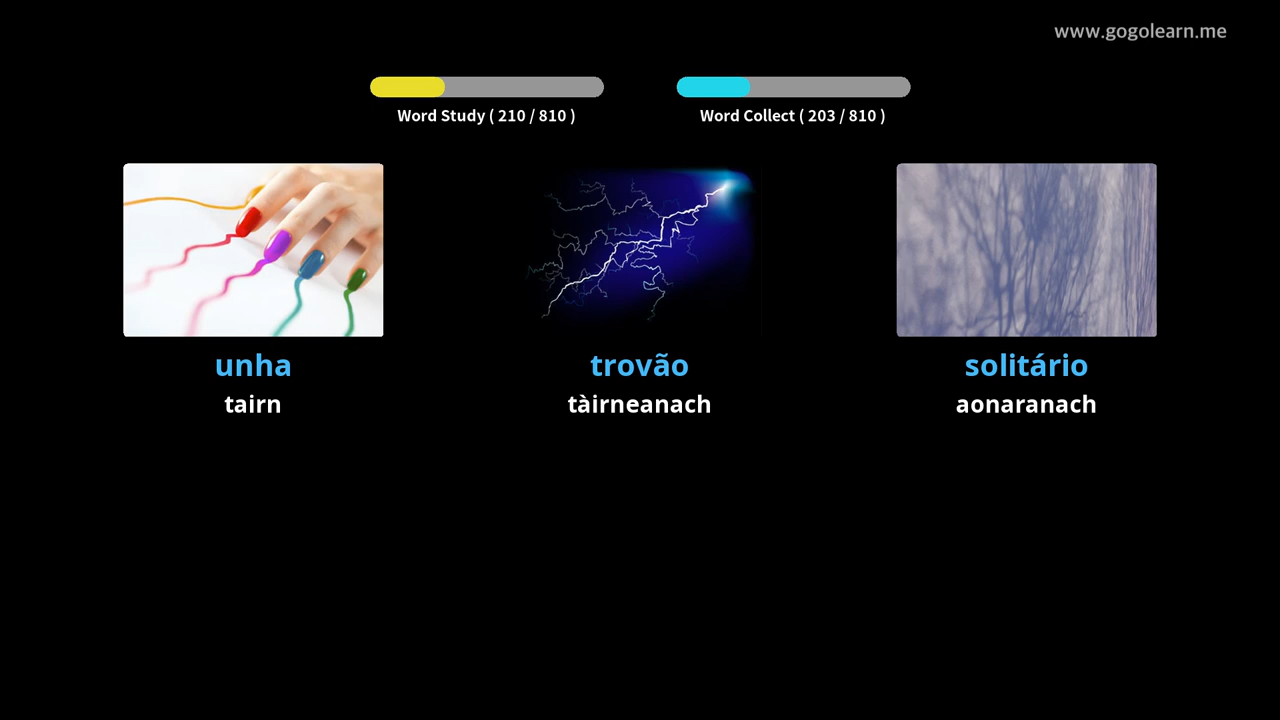 www.gogolearn.me
Word Study ( 210 / 810 )
Word Collect ( 203 / 810 )
unha
tairn
trovão
tàirneanach
solitário
aonaranach